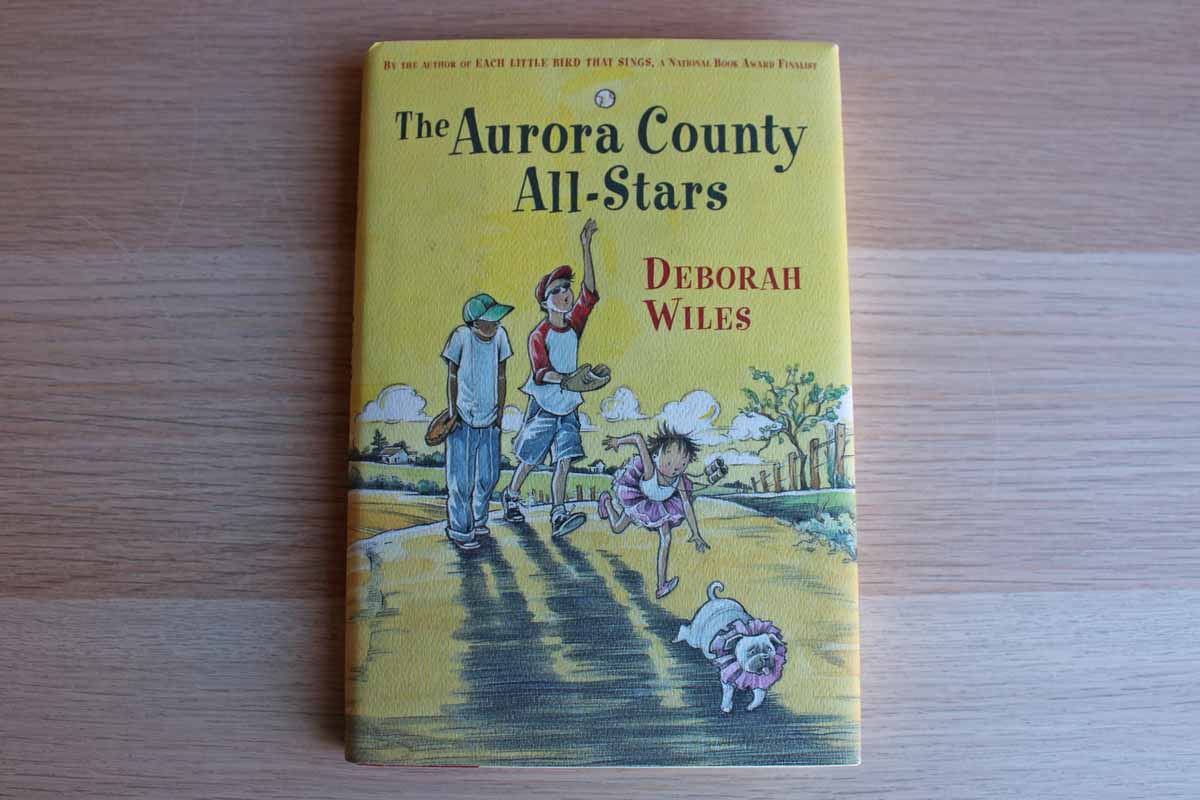 By the author of EACH LITTLE BIRD THAT SINGS, a National Book Award Finalist
The Aurora County
All-Stars
Deborah
Wiles